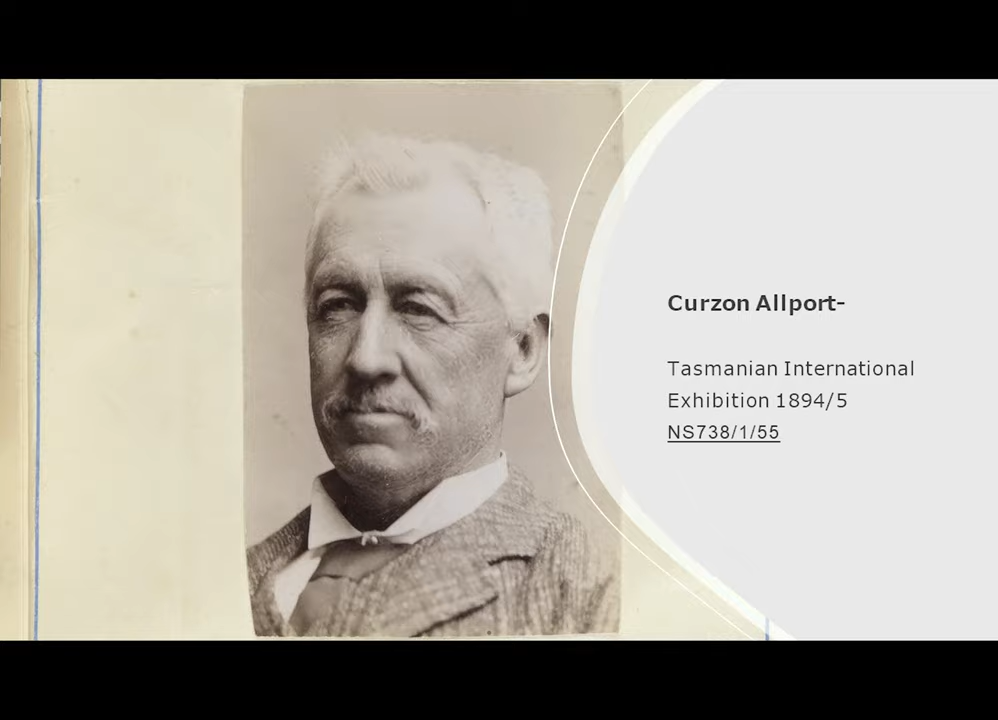 Curzon Allport-
Tasmanian International
Exhibition 1894/5
NS738/1/55